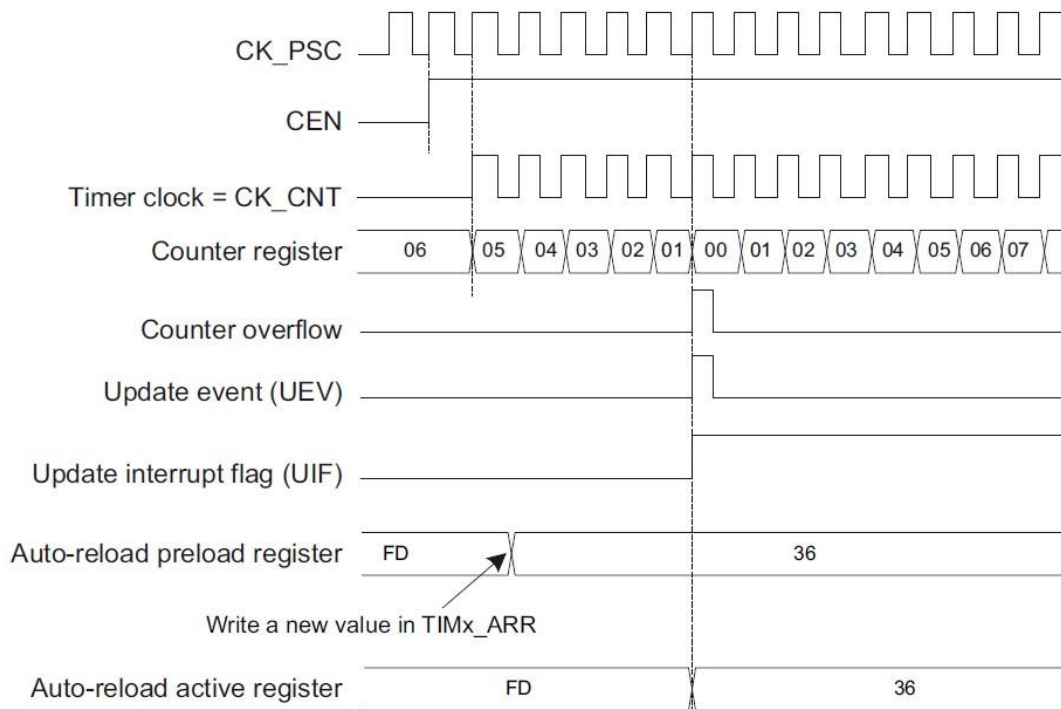 CK_PSC
CEN
Timer clock = CK_CNT
Counter register 06 05 04 03 02 01 00 01 02 03 04 05 06 07
Counter overflow
Update event (UEV)
Update interrupt flag (UIF)
Auto-reload preload register FD 36
Write a new value in TIMx_ARR
Auto-reload active register FD 36